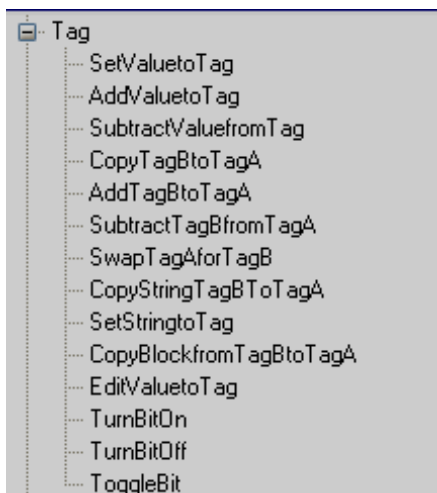 Tag
SetValuetoTag
AddValuetoTag
SubtractValuefromTag
CopyTagBtoTagA
AddTagBtoTagA
SubtractTagBfromTagA
SwapTagAforTagB
CopyStringTagBToTagA
SetStringtoTag
CopyBlockfromTagBtoTagA
EditValuetoTag
TurnBitOn
TurnBitOff
ToggleBit